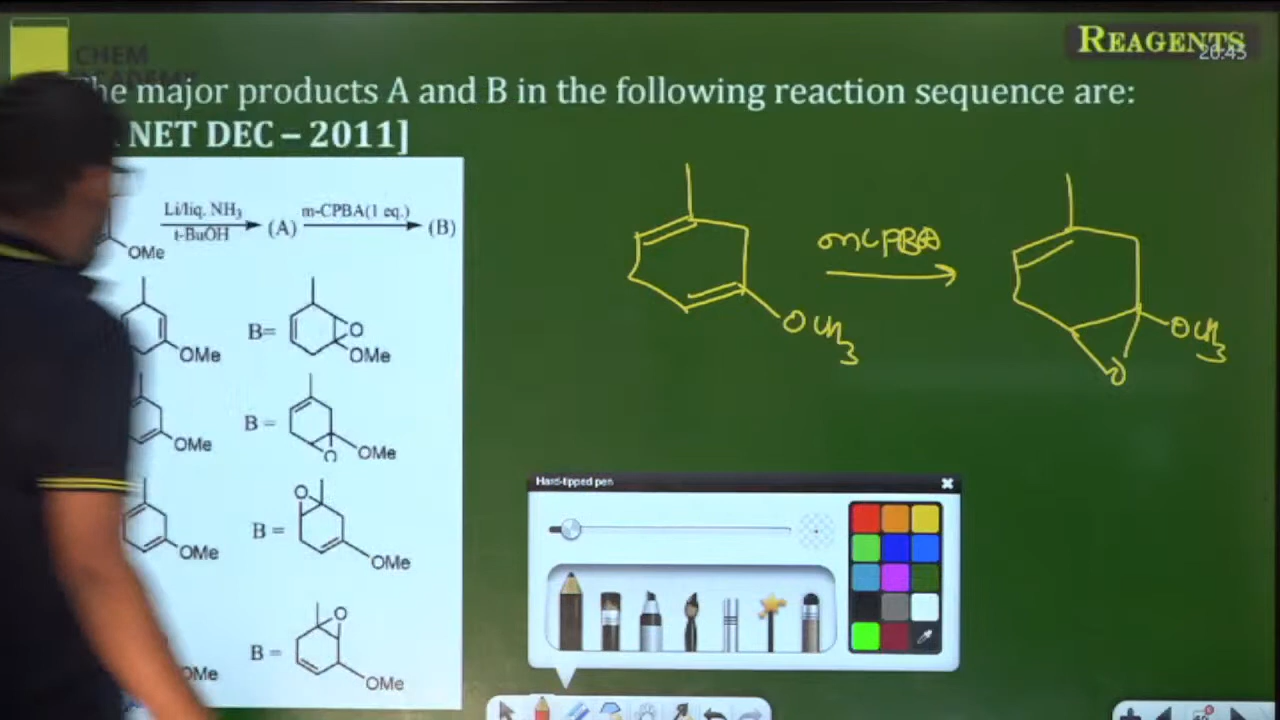 REAGENTS
20:45
CHEM
The major products A and B in the following reaction sequence are:
NET DEC – 2011]
Li/liq. NH3
t-BuOH
(A)
m-CPBA(1 eq.)
(B)
OMe
OMe
B=
O
OMe
OMe
B =
O
OMe
OMe
B =
O
OMe
OMe
B =
O
OMe
OCH3
mCPBA
OCH3
O
Hard-tipped pen